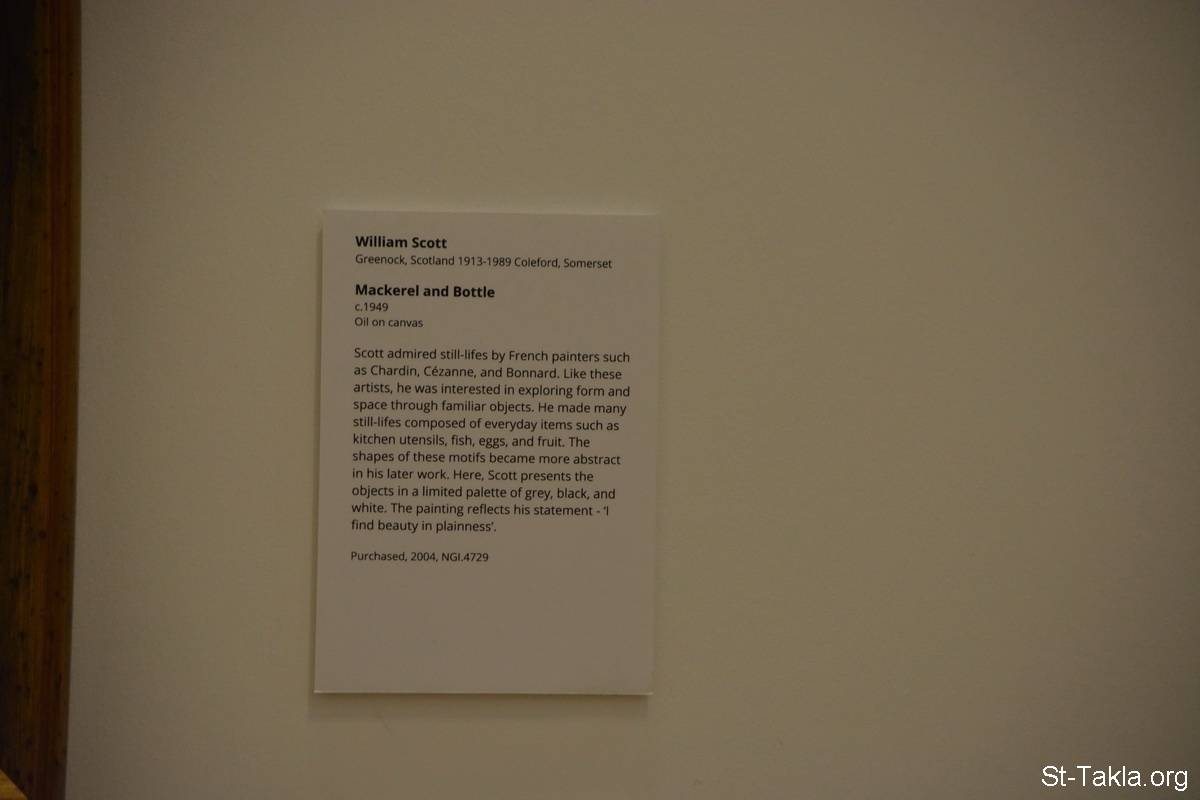 William Scott
Greenock, Scotland 1913-1989 Coleford, Somerset
Mackerel and Bottle
c.1949
Oil on canvas
Scott admired still-lifes by French painters such
as Chardin, Cézanne, and Bonnard. Like these
artists, he was interested in exploring form and
space through familiar objects. He made many
still-lifes composed of everyday items such as
kitchen utensils, fish, eggs, and fruit. The
shapes of these motifs became more abstract
in his later work. Here, Scott presents the
objects in a limited palette of grey, black, and
white. The painting reflects his statement - ‘I
find beauty in plainness’.
Purchased, 2004, NGI.4729
St-Takla.org